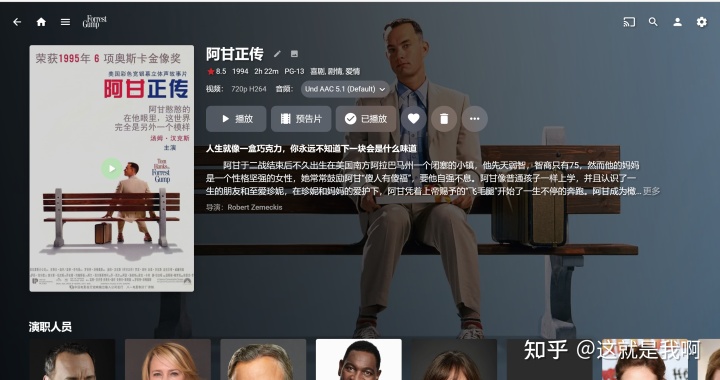 Forrest Gump
荣获1995年 6 项奥斯卡金像奖
美国彩色宽银幕立体声故事片
阿甘正传
阿甘憨憨的
在他眼里，这世界
完全是另外一个模样
汤姆·汉克斯
主演
Tom Hanks is Forrest Gump
阿甘正传
8.5 1994 2h 22m PG-13 喜剧, 剧情, 爱情
视频： 720p H264 音频： Und AAC 5.1 (Default)
播放 预告片 已播放
人生就像一盒巧克力，你永远不知道下一块会是什么味道
阿甘于二战结束后不久出生在美国南方阿拉巴马州一个闭塞的小镇，他先天弱智，智商只有75，然而他的妈妈
是一个性格坚强的女性，她常常鼓励阿甘“傻人有傻福”，要他自强不息。阿甘像普通孩子一样上学，并且认识了一
生的朋友和至爱珍妮，在珍妮和妈妈的爱护下，阿甘凭着上帝赐予的“飞毛腿”开始了一生不停的奔跑。阿甘成为橄... 更多
导演： Robert Zemeckis
演职人员
知乎 @这就是我啊